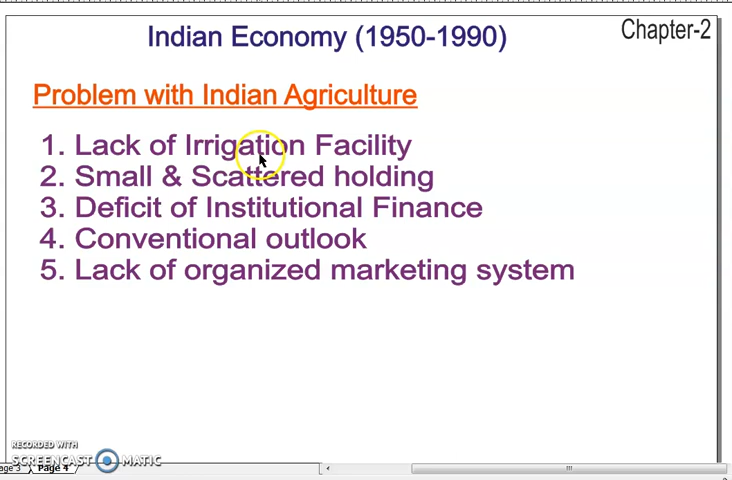 Indian Economy (1950-1990)
Chapter-2
Problem with Indian Agriculture
1. Lack of Irrigation Facility
2. Small & Scattered holding
3. Deficit of Institutional Finance
4. Conventional outlook
5. Lack of organized marketing system
RECORDED WITH
SCREENCAST MATIC
age 3 Page 4